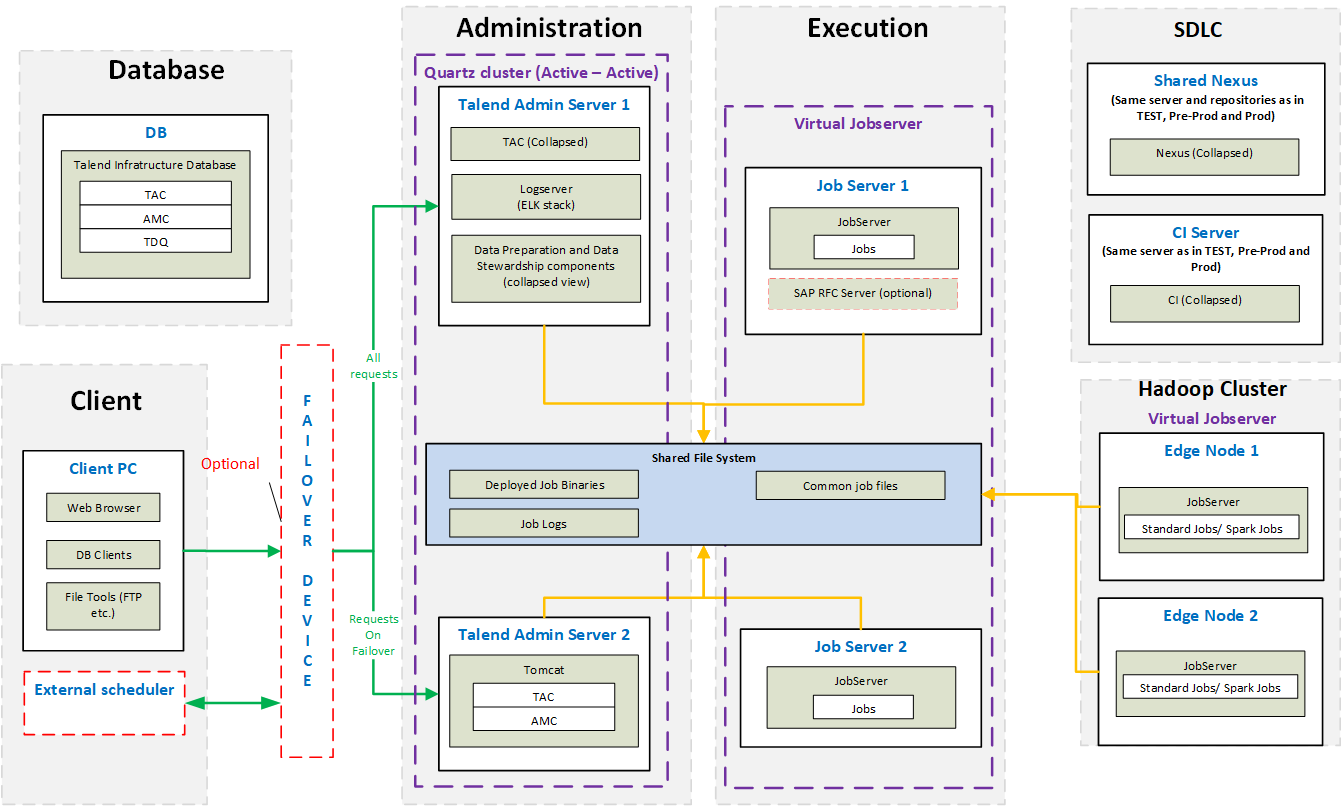 Database
DB
Talend Infratructure Database
TAC
AMC
TDQ
Client
Client PC
Web Browser
DB Clients
File Tools (FTP
etc.)
External scheduler
Optional
FAILOVER DEVICE
All
requests
Requests
On
Failover
Administration
Quartz cluster (Active – Active)
Talend Admin Server 1
TAC (Collapsed)
Logserver
(ELK stack)
Data Preparation and Data
Stewardship components
(collapsed view)
Execution
Virtual Jobserver
Job Server 1
JobServer
Jobs
SAP RFC Server (optional)
Shared File System
Deployed Job Binaries
Common job files
Job Logs
Talend Admin Server 2
Tomcat
TAC
AMC
Job Server 2
JobServer
Jobs
SDLC
Shared Nexus
(Same server and repositories as in
TEST, Pre-Prod and Prod)
Nexus (Collapsed)
CI Server
(Same server as in TEST, Pre-Prod and
Prod)
CI (Collapsed)
Hadoop Cluster
Virtual Jobserver
Edge Node 1
JobServer
Standard Jobs/ Spark Jobs
Edge Node 2
JobServer
Standard Jobs/ Spark Jobs